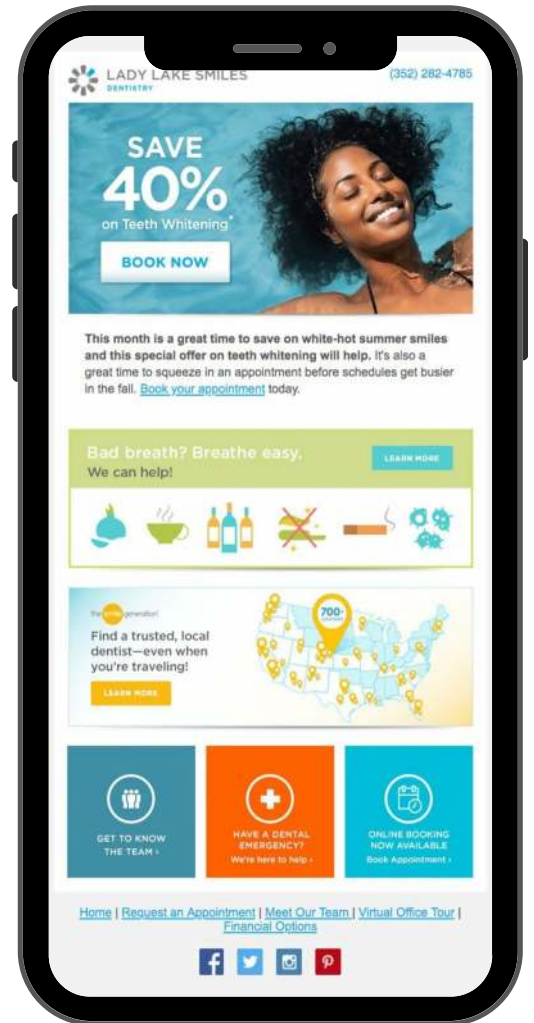 LADY LAKE SMILES
DENTISTRY
(352) 282-4785
SAVE
40%
on Teeth Whitening*
BOOK NOW
This month is a great time to save on white-hot summer smiles
and this special offer on teeth whitening will help. It's also a
great time to squeeze in an appointment before schedules get busier
in the fall. Book your appointment today.
Bad breath? Breathe easy.
We can help!
LEARN MORE
the smile generation
700+
Find a trusted, local
dentist—even when
you're traveling!
LEARN MORE
GET TO KNOW
THE TEAM ›
HAVE A DENTAL
EMERGENCY?
We're here to help ›
ONLINE BOOKING
NOW AVAILABLE
Book Appointment ›
Home | Request an Appointment | Meet Our Team | Virtual Office Tour |
Financial Options